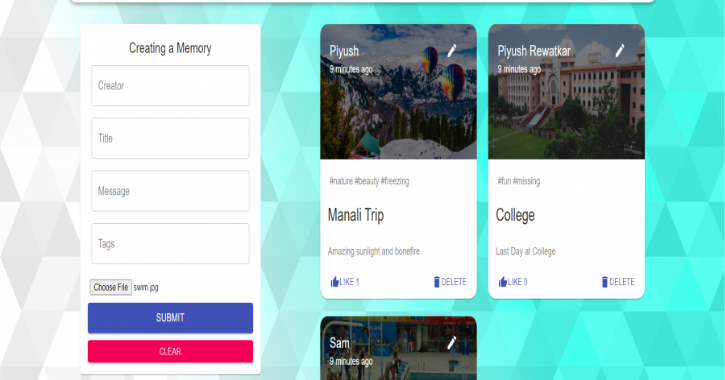 Creating a Memory
Creator
Title
Message
Tags
Choose File swim.jpg
SUBMIT
CLEAR
Piyush
9 minutes ago
#nature #beauty #freezing
Manali Trip
Amazing sunlight and bonefire.
LIKE 1 DELETE
Piyush Rewatkar
9 minutes ago
#fun #missing
College
Last Day at College
LIKE 0 DELETE
Sam
9 minutes ago